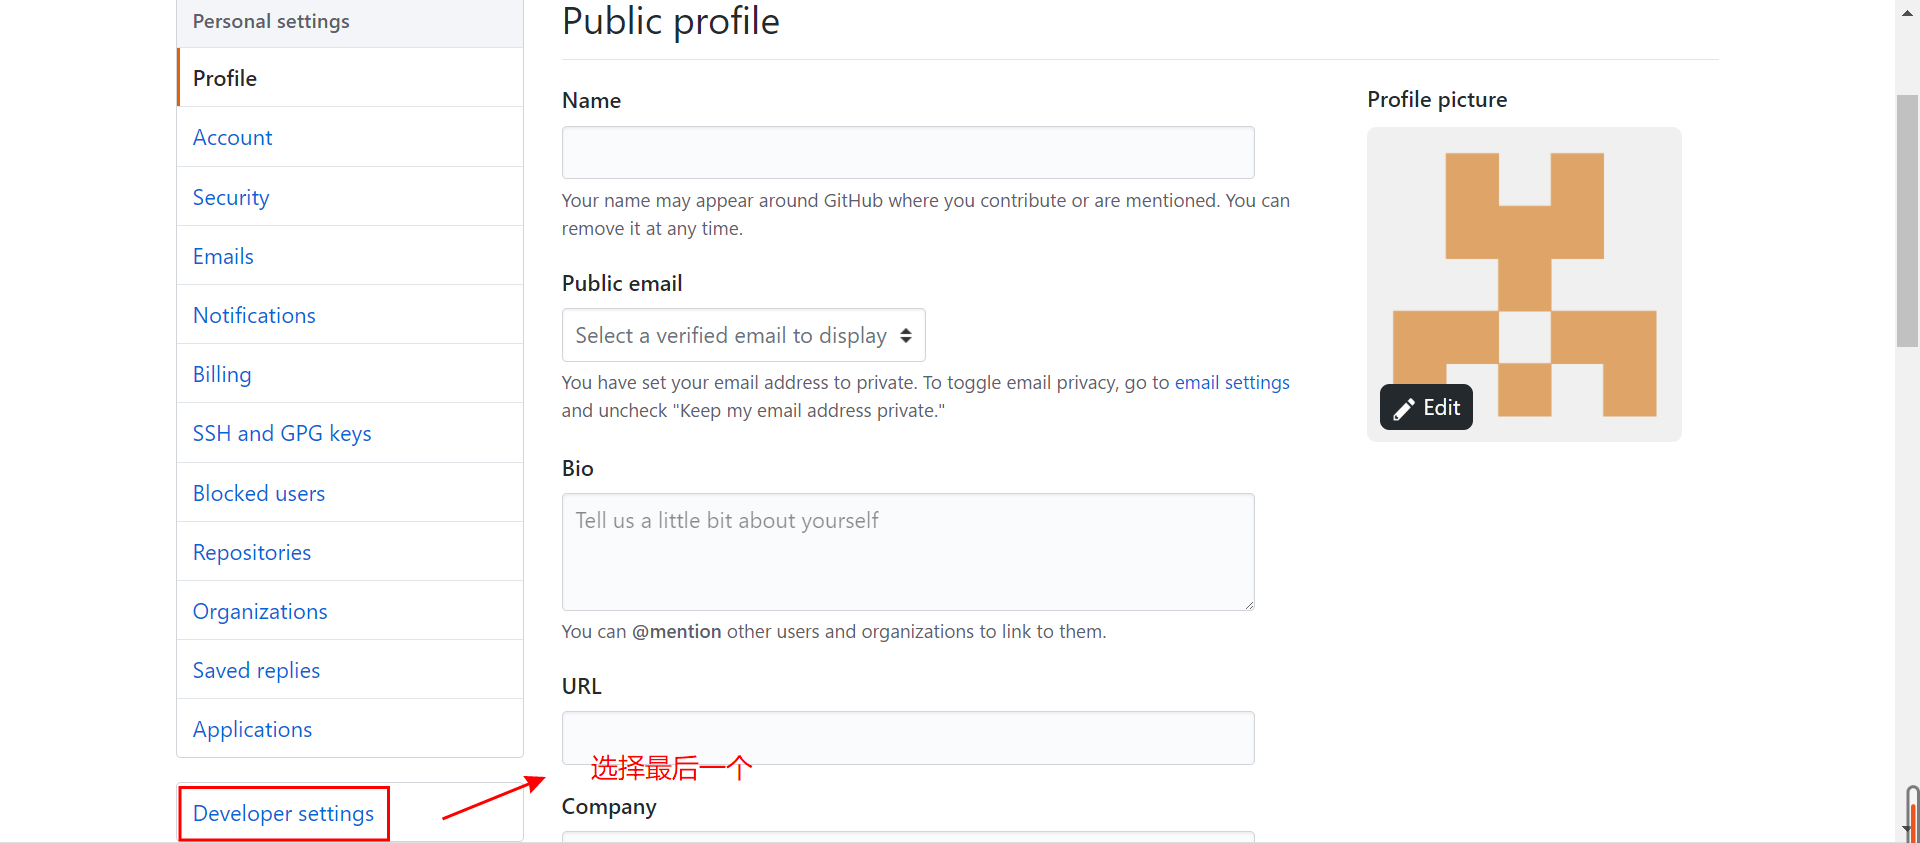 Personal settings
Profile
Account
Security
Emails
Notifications
Billing
SSH and GPG keys
Blocked users
Repositories
Organizations
Saved replies
Applications
Developer settings
Public profile
Name
Your name may appear around GitHub where you contribute or are mentioned. You can
remove it at any time.
Public email
Select a verified email to display
You have set your email address to private. To toggle email privacy, go to email settings
and uncheck "Keep my email address private."
Bio
Tell us a little bit about yourself
You can @mention other users and organizations to link to them.
URL
选择最后一个
Company
Profile picture
Edit